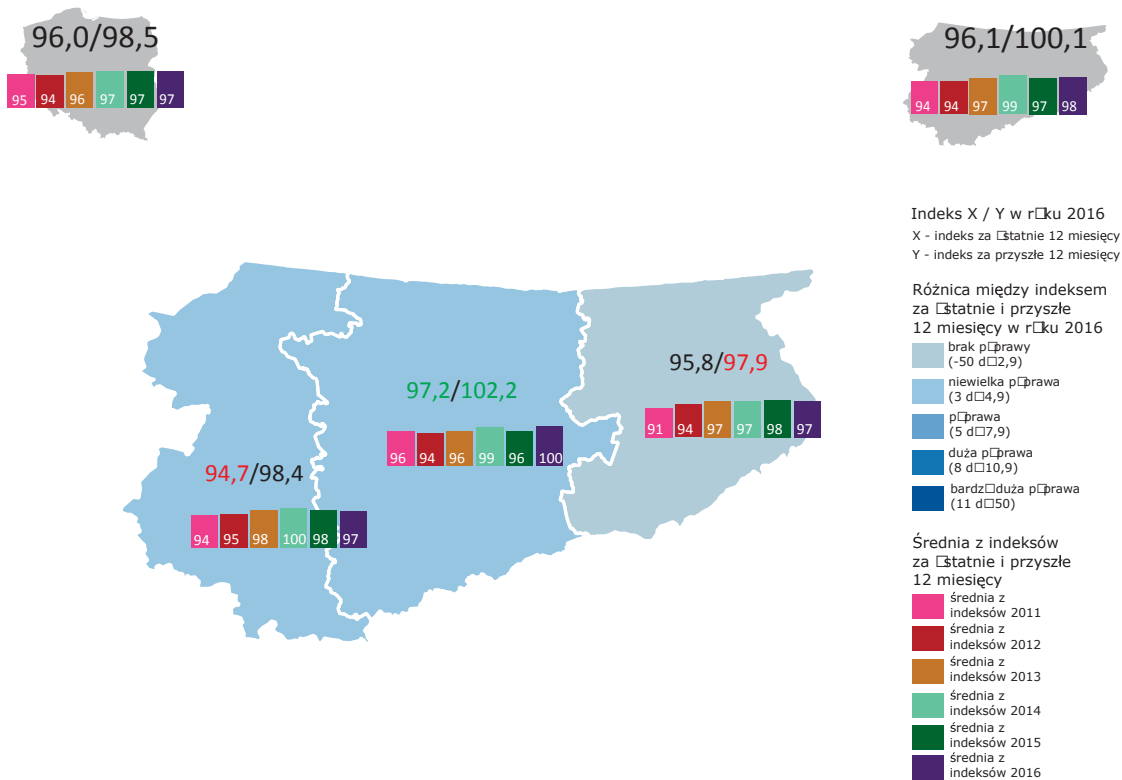 96,0/98,5
95 94 96 97 97 97
96,1/100,1
94 94 97 99 97 98
Indeks X / Y w r□ku 2016
X - indeks za □statnie 12 miesięcy
Y - indeks za przyszłe 12 miesięcy
Różnica między indeksem
za □statnie i przyszłe
12 miesięcy w r□ku 2016
brak p□prawy
(-50 d□2,9)
niewielka p□prawa
(3 d□4,9)
p□prawa
(5 d□7,9)
duża p□prawa
(8 d□10,9)
bardz□ duża p□prawa
(11 d□50)
Średnia z indeksów
za □statnie i przyszłe
12 miesięcy
średnia z
indeksów 2011
średnia z
indeksów 2012
średnia z
indeksów 2013
średnia z
indeksów 2014
średnia z
indeksów 2015
średnia z
indeksów 2016
95,8/97,9
91 94 97 97 98 97
97,2/102,2
96 94 96 99 96 100
94,7/98,4
94 95 98 100 98 97